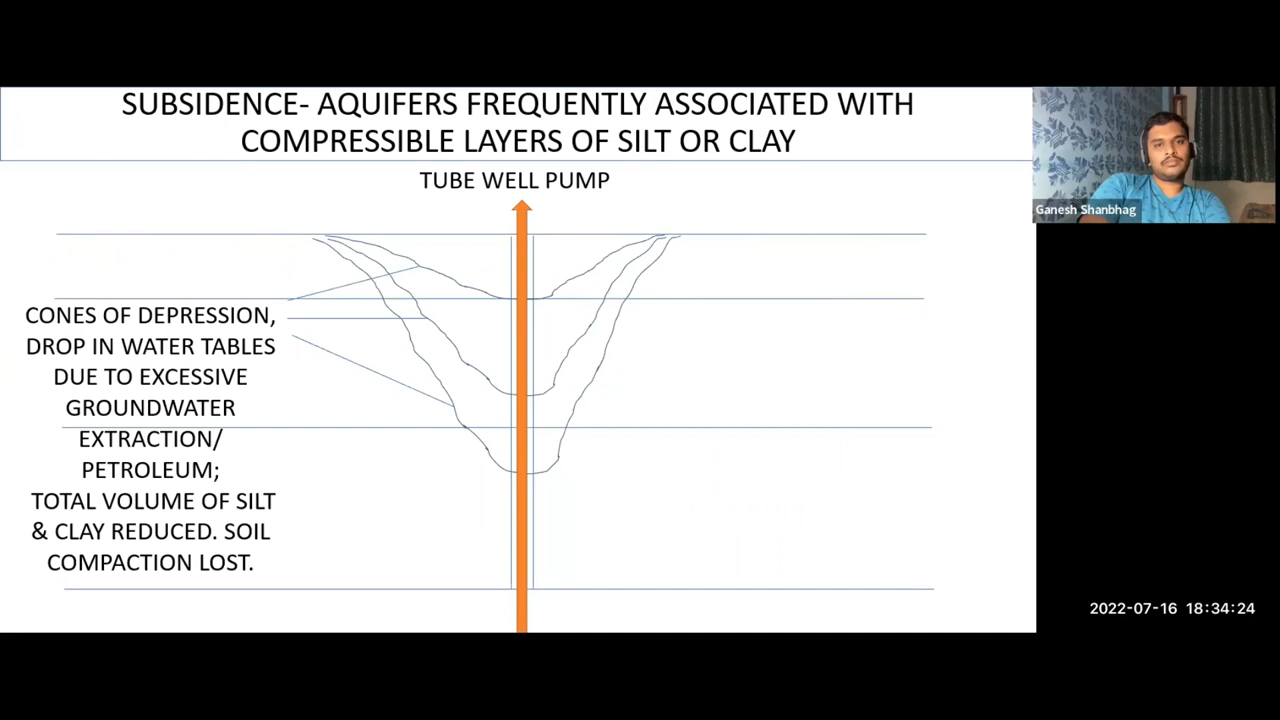 SUBSIDENCE- AQUIFERS FREQUENTLY ASSOCIATED WITH
COMPRESSIBLE LAYERS OF SILT OR CLAY
TUBE WELL PUMP
CONES OF DEPRESSION,
DROP IN WATER TABLES
DUE TO EXCESSIVE
GROUNDWATER
EXTRACTION/
PETROLEUM;
TOTAL VOLUME OF SILT
& CLAY REDUCED. SOIL
COMPACTION LOST.
Ganesh Shanbhag
2022-07-16 18:34:24